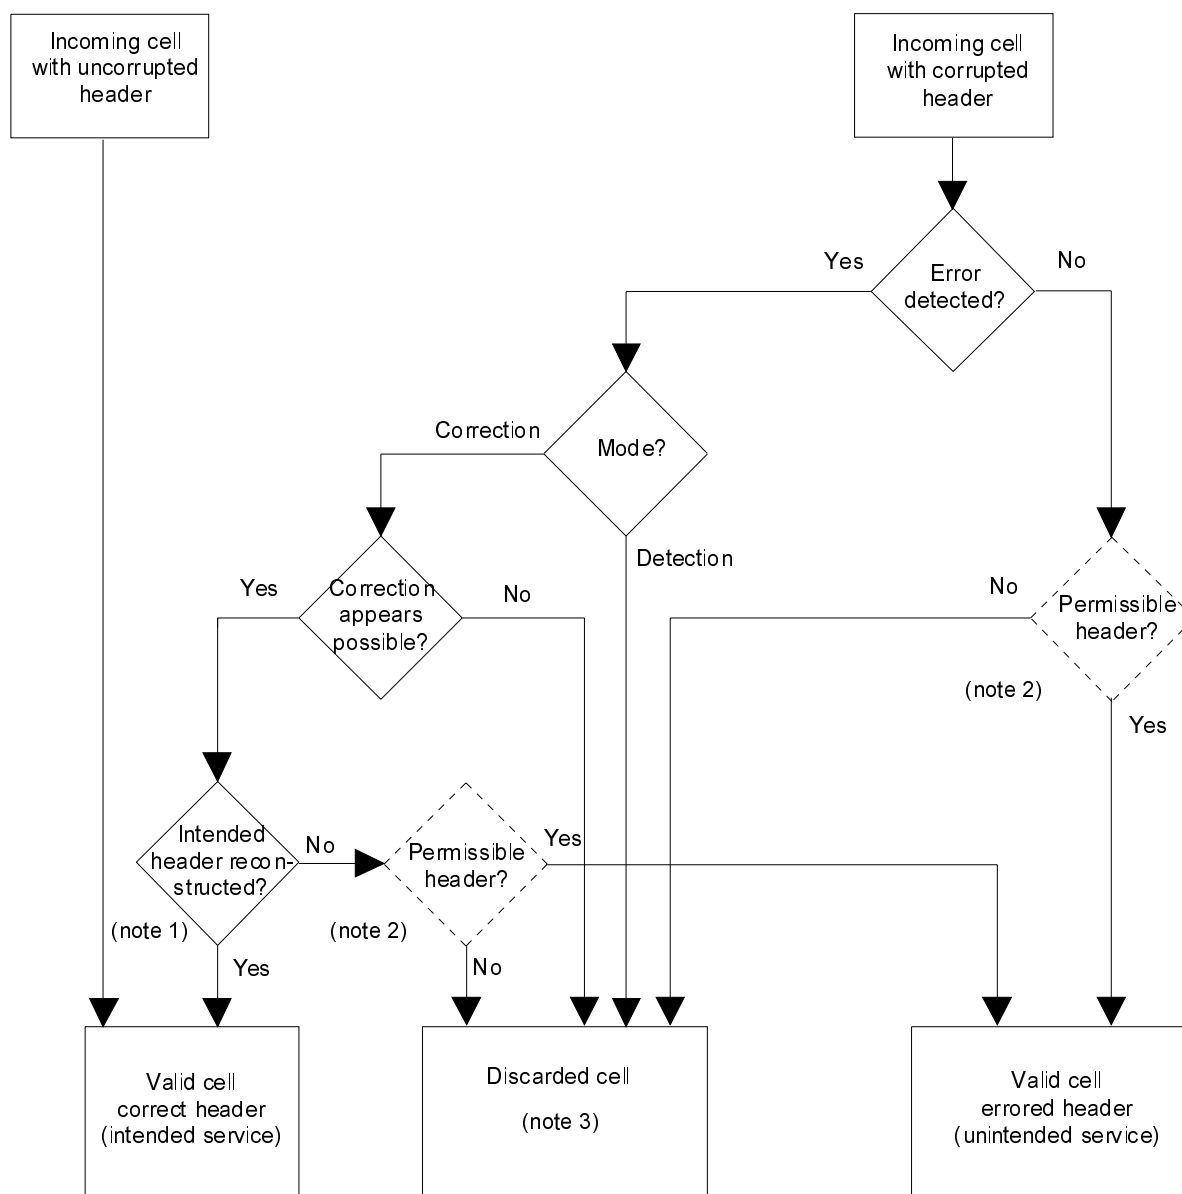 Incoming cell
with uncorrupted
header
Incoming cell
with corrupted
header
Yes
Error
detected?
No
Correction
Mode?
Detection
Yes
Correction
appears
possible?
No
No
Permissible
header?
(note 2)
Yes
Intended
header recon-
structed?
No
Permissible
header?
Yes
(note 1)
(note 2)
Yes
No
Valid cell
correct header
(intended service)
Discarded cell
(note 3)
Valid cell
errored header
(unintended service)